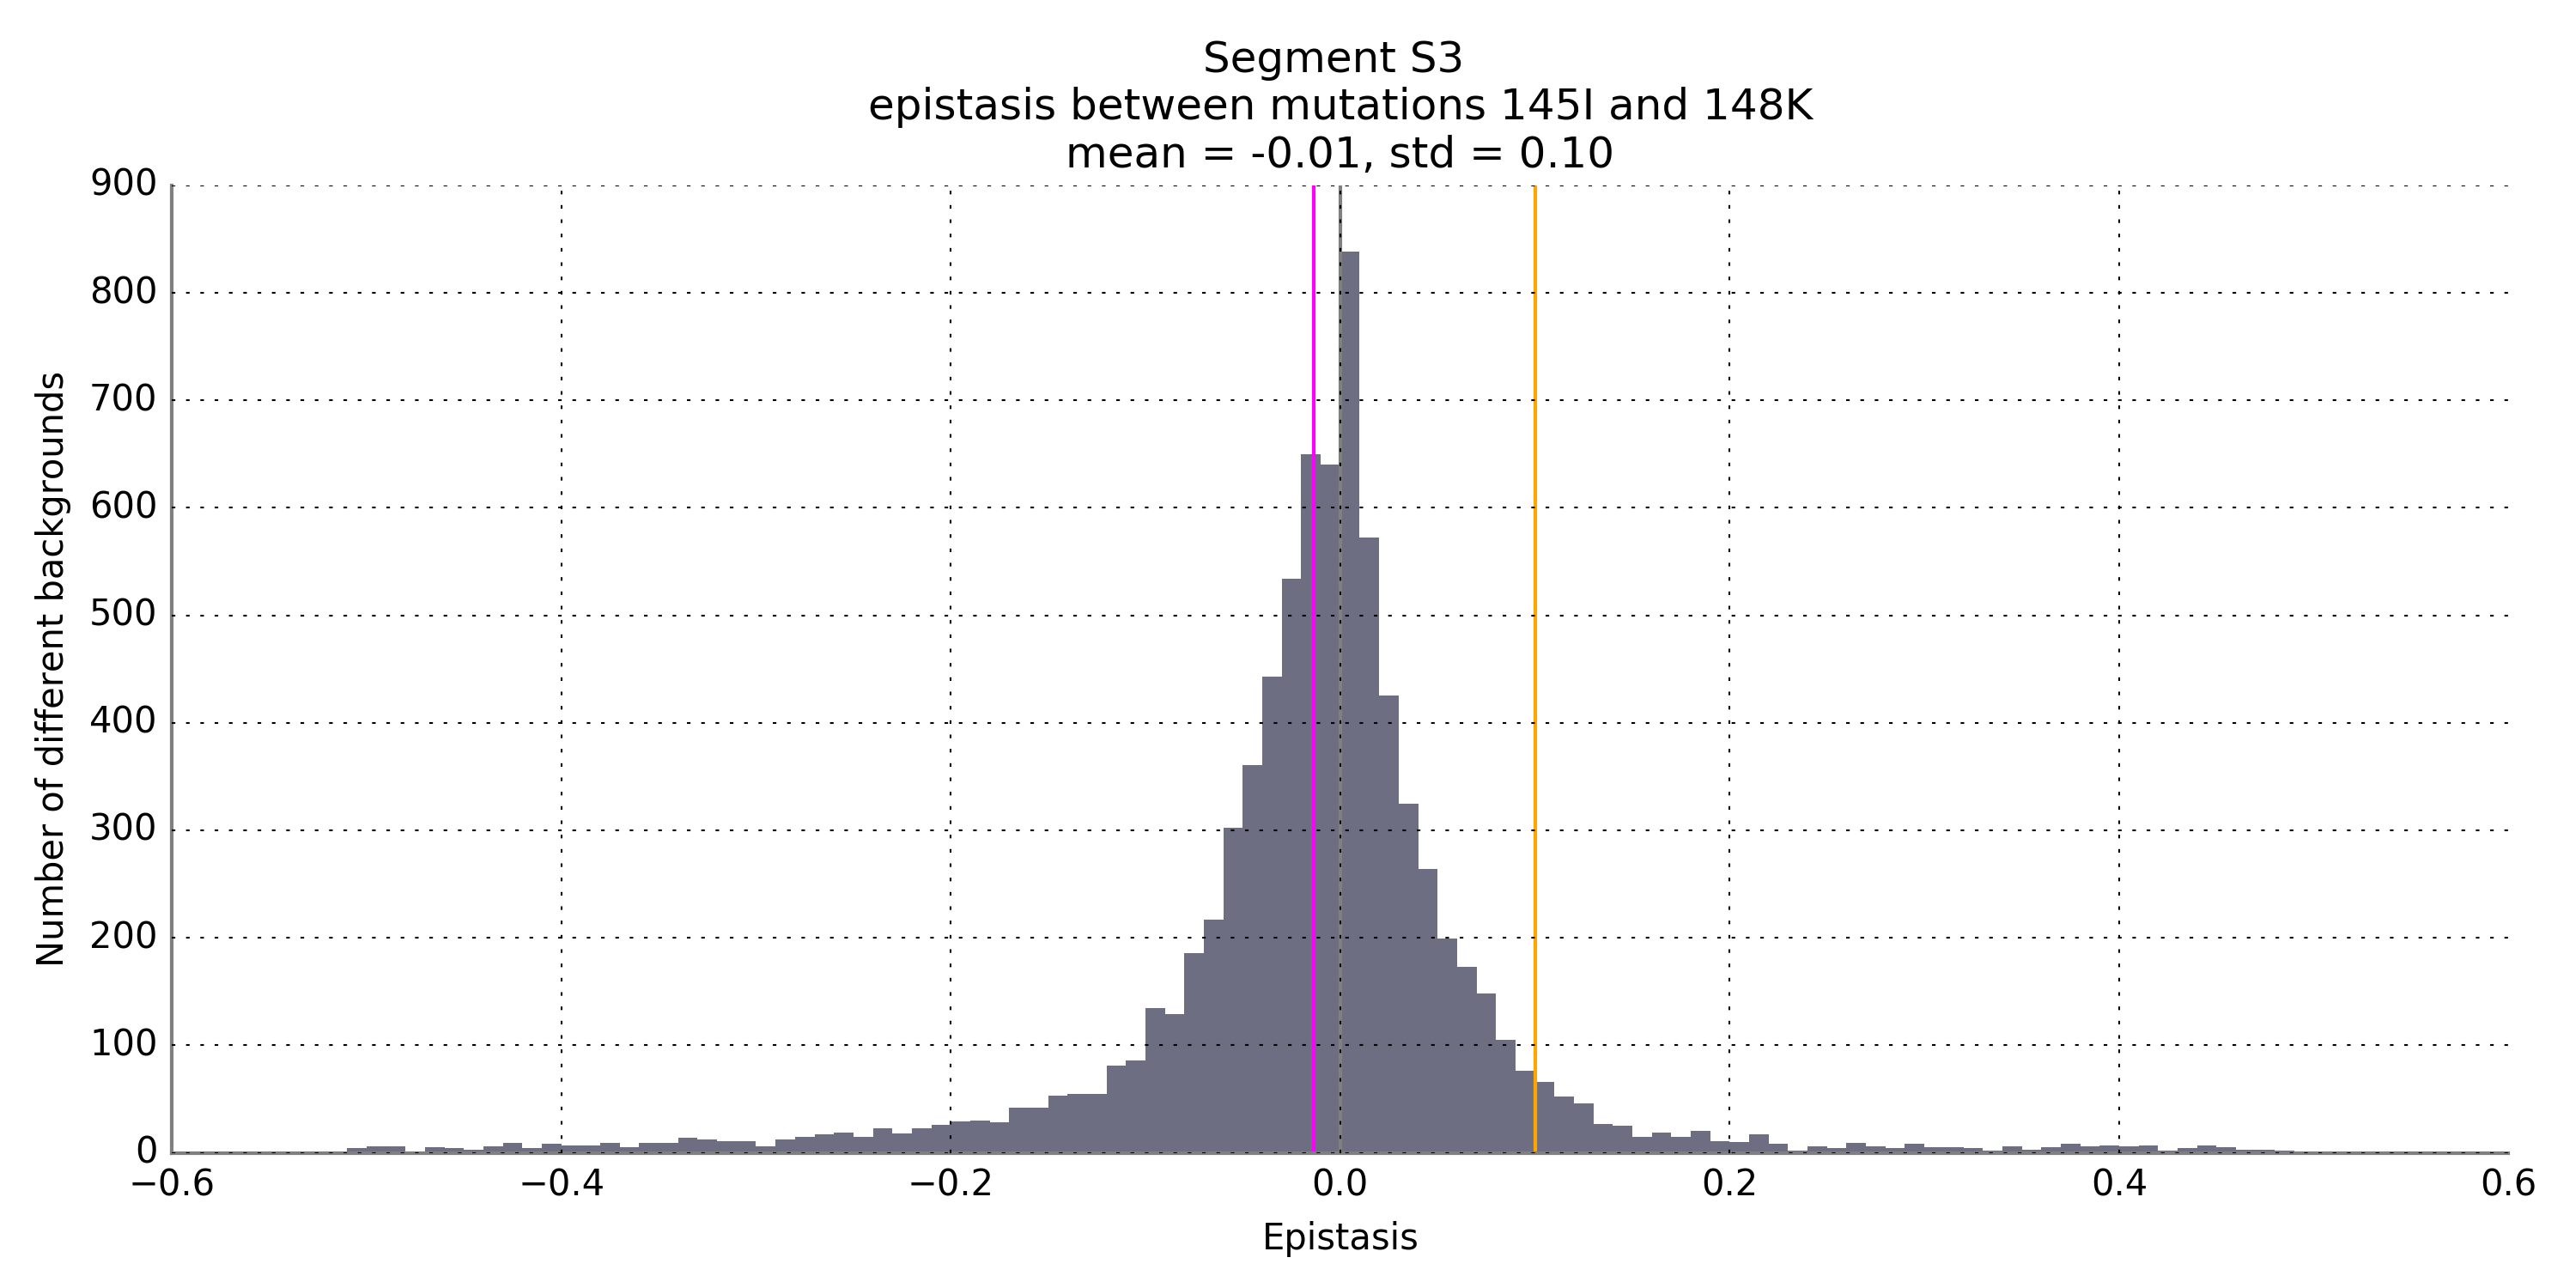 Segment S3
epistasis between mutations 145I and 148K
mean = -0.01, std = 0.10
900
800
700
600
500
400
300
200
100
0
Number of different backgrounds
−0.6 −0.4 −0.2 0.0 0.2 0.4 0.6
Epistasis